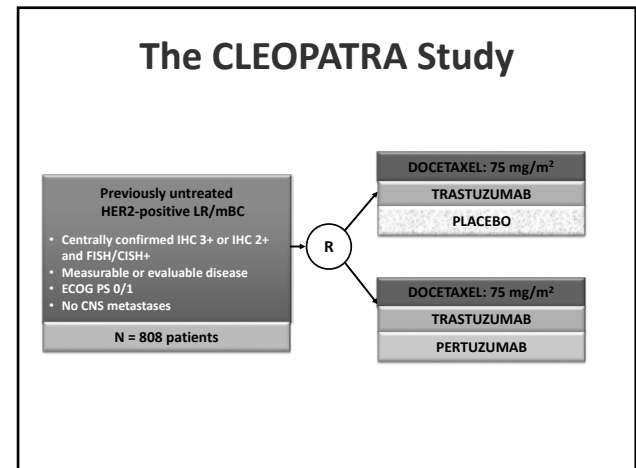 The CLEOPATRA Study
Previously untreated
HER2-positive LR/mBC
• Centrally confirmed IHC 3+ or IHC 2+
and FISH/CISH+
• Measurable or evaluable disease
• ECOG PS 0/1
• No CNS metastases
N = 808 patients
R
DOCETAXEL: 75 mg/m²
TRASTUZUMAB
PLACEBO
DOCETAXEL: 75 mg/m²
TRASTUZUMAB
PERTUZUMAB